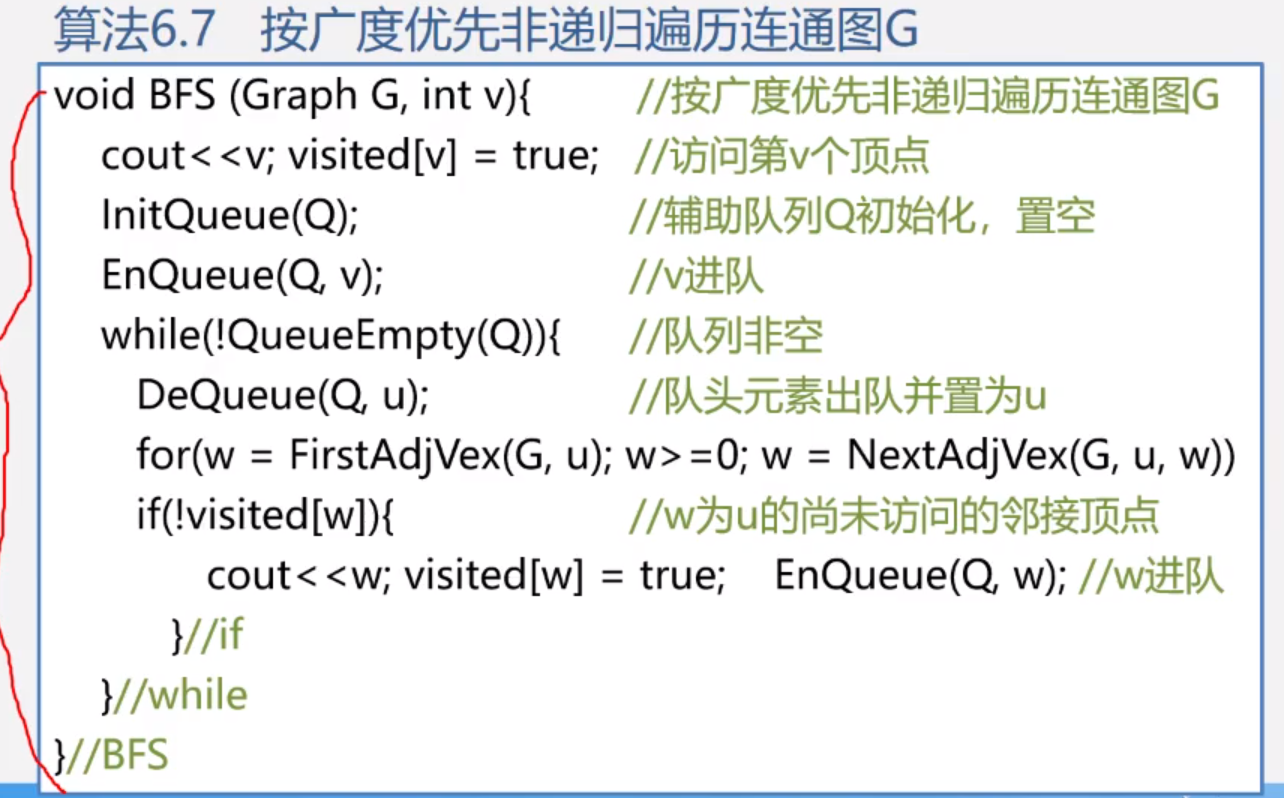 算法6.7 按广度优先非递归遍历连通图G
void BFS (Graph G, int v){ //按广度优先非递归遍历连通图G
cout<<v; visited[v] = true; //访问第v个顶点
InitQueue(Q); //辅助队列Q初始化，置空
EnQueue(Q, v); //v进队
while(!QueueEmpty(Q)){ //队列非空
DeQueue(Q, u); //队头元素出队并置为u
for(w = FirstAdjVex(G, u); w>=0; w = NextAdjVex(G, u, w))
if(!visited[w]){ //w为u的尚未访问的邻接顶点
cout<<w; visited[w] = true; EnQueue(Q, w); //w进队
}//if
}//while
}//BFS